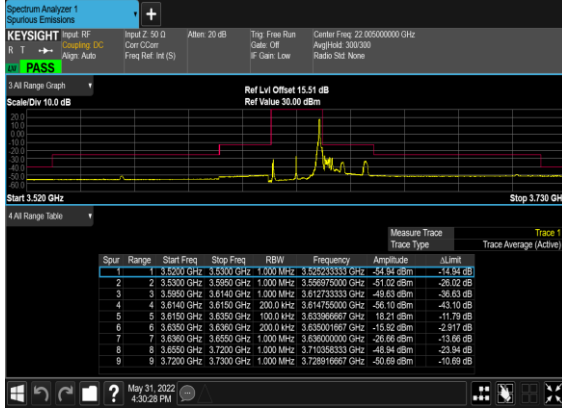 Spectrum Analyzer 1
Spurious Emissions
KEYSIGHT Input: RF Input Z: 50 Ω Atten: 20 dB Trig: Free Run Center Freq: 22.005000000 GHz
R T Coupling: DC Corr CCorr Gate: Off Avg|Hold: 300/300
Align: Auto Freq Ref: Int (S) IF Gain: Low Radio Std: None
PASS
3 All Range Graph
Ref Lvl Offset 15.51 dB
Scale/Div 10.0 dB Ref Value 30.00 dBm
20.0
10.0
0.00
-10.0
-20.0
-30.0
-40.0
-50.0
-60.0
Start 3.520 GHz Stop 3.730 GH
4 All Range Table
Measure Trace Trace 1
Trace Type Trace Average (Active)
Spur Range Start Freq Stop Freq RBW Frequency Amplitude ΔLimit
1 1 3.5200 GHz 3.5300 GHz 1.000 MHz 3.525233333 GHz -54.94 dBm -14.94 dB
2 2 3.5300 GHz 3.5950 GHz 1.000 MHz 3.556975000 GHz -51.02 dBm -26.02 dB
3 3 3.5950 GHz 3.6140 GHz 1.000 MHz 3.612733333 GHz -49.63 dBm -36.63 dB
4 4 3.6140 GHz 3.6150 GHz 200.0 kHz 3.614755000 GHz -56.10 dBm -43.10 dB
5 5 3.6150 GHz 3.6350 GHz 100.0 kHz 3.633966667 GHz 18.21 dBm -11.79 dB
6 6 3.6350 GHz 3.6360 GHz 200.0 kHz 3.635001667 GHz -15.92 dBm -2.917 dB
7 7 3.6360 GHz 3.6550 GHz 1.000 MHz 3.636000000 GHz -26.66 dBm -13.66 dB
8 8 3.6550 GHz 3.7200 GHz 1.000 MHz 3.710358333 GHz -48.94 dBm -23.94 dB
9 9 3.7200 GHz 3.7300 GHz 1.000 MHz 3.728916667 GHz -50.69 dBm -10.69 dB
May 31, 2022
4:30:28 PM